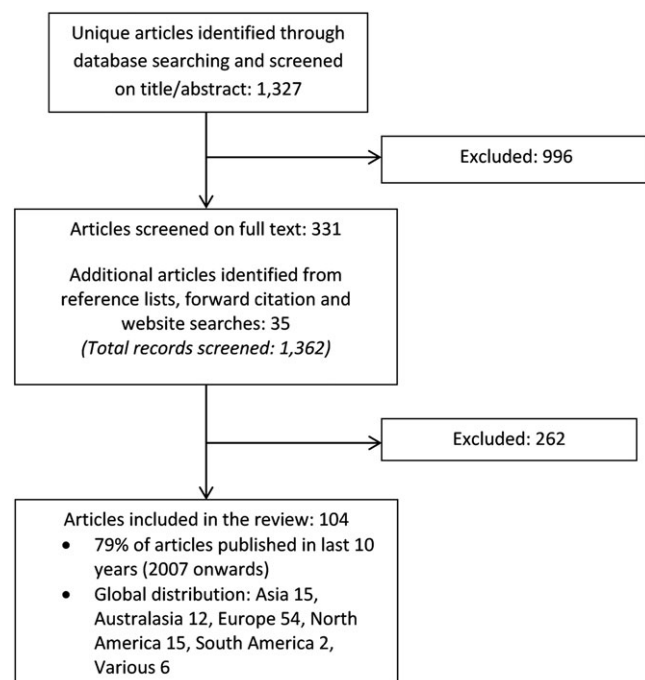 Unique articles identified through
database searching and screened
on title/abstract: 1,327
Excluded: 996
Articles screened on full text: 331
Additional articles identified from
reference lists, forward citation and
website searches: 35
(Total records screened: 1,362)
Excluded: 262
Articles included in the review: 104
• 79% of articles published in last 10
years (2007 onwards)
• Global distribution: Asia 15,
Australasia 12, Europe 54, North
America 15, South America 2,
Various 6